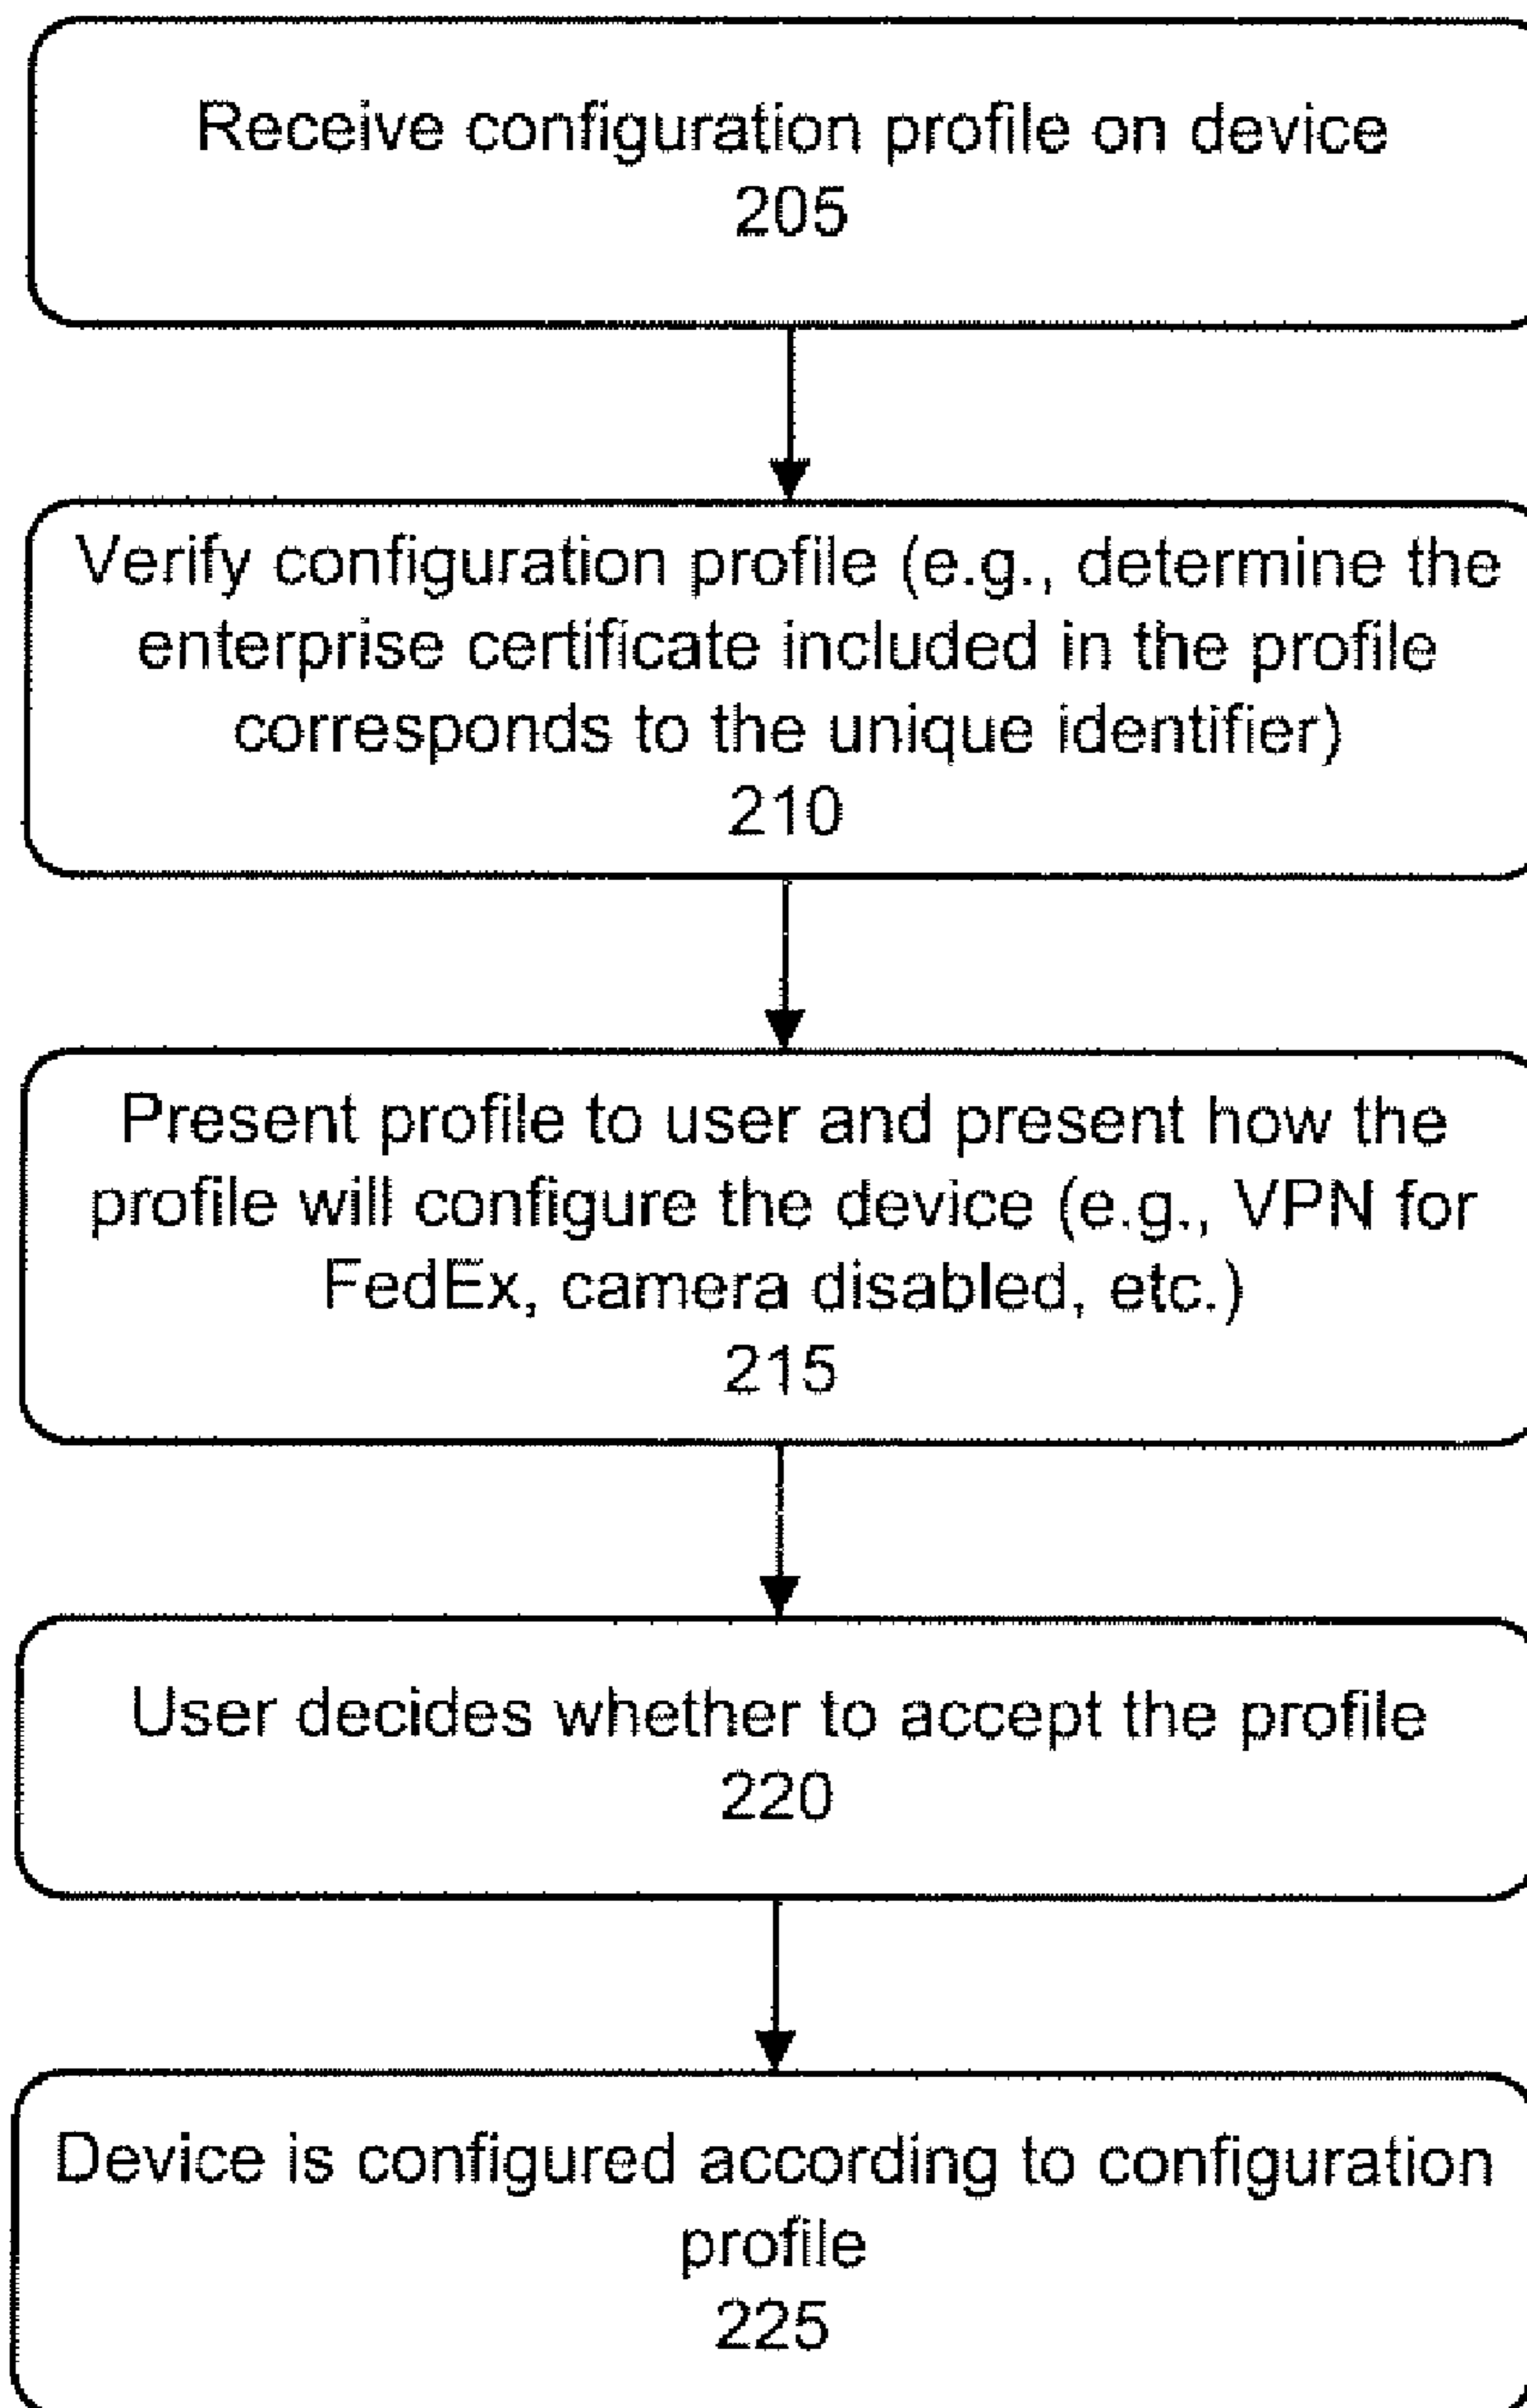 Receive configuration profile on device
205
Verify configuration profile (e.g., determine the
enterprise certificate included in the profile
corresponds to the unique identifier)
210
Present profile to user and present how the
profile will configure the device (e.g., VPN for
FedEx, camera disabled, etc.)
215
User decides whether to accept the profile
220
Device is configured according to configuration
profile
225